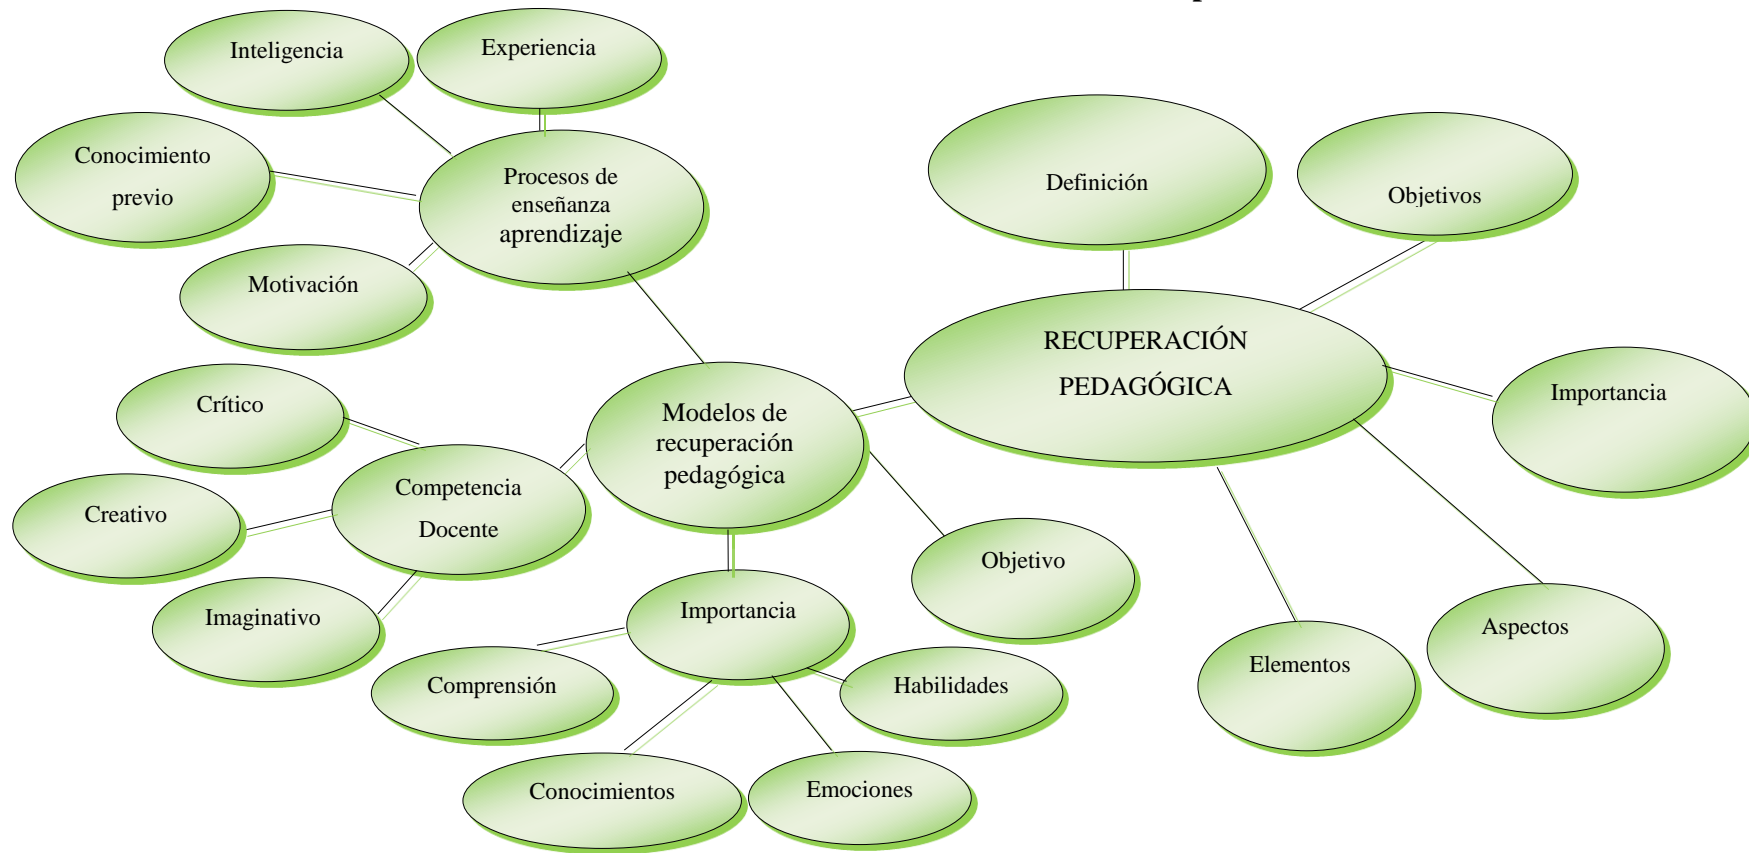 Inteligencia
Experiencia
Conocimiento
previo
Procesos de
enseñanza
aprendizaje
Motivación
Definición
Objetivos
RECUPERACIÓN
PEDAGÓGICA
Importancia
Crítico
Modelos de
recuperación
pedagógica
Competencia
Docente
Creativo
Imaginativo
Objetivo
Importancia
Aspectos
Elementos
Comprensión
Habilidades
Conocimientos
Emociones